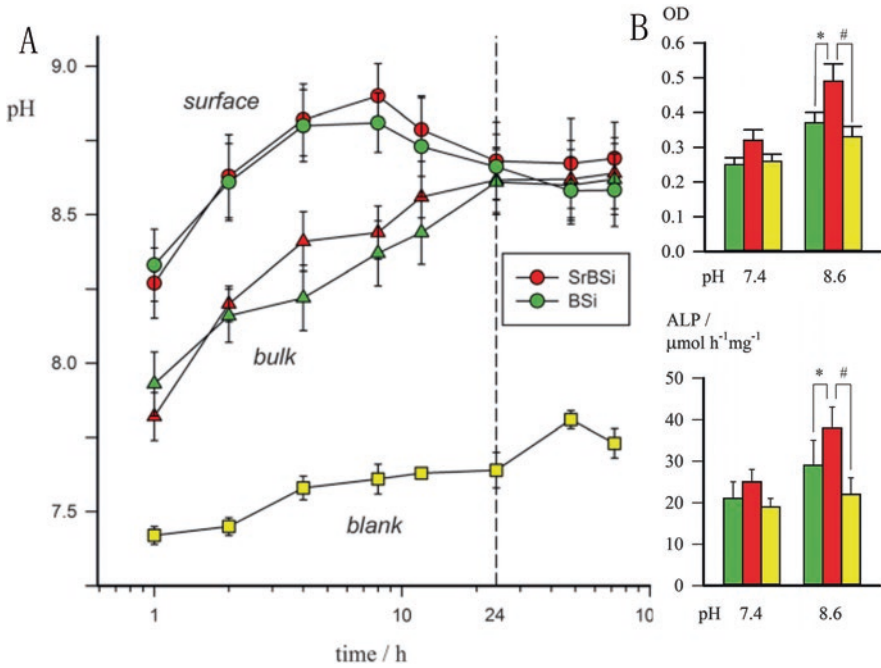 A
pH
9.0
8.5
8.0
7.5
surface
bulk
blank
SrBSi
BSi
1
10
24
10
time / h
B
OD
0.6
0.5
0.4
0.3
0.2
0.1
0.0
* #
pH 7.4 8.6
ALP /
μmol h⁻¹mg⁻¹
50
40
30
20
10
0
* #
pH 7.4 8.6